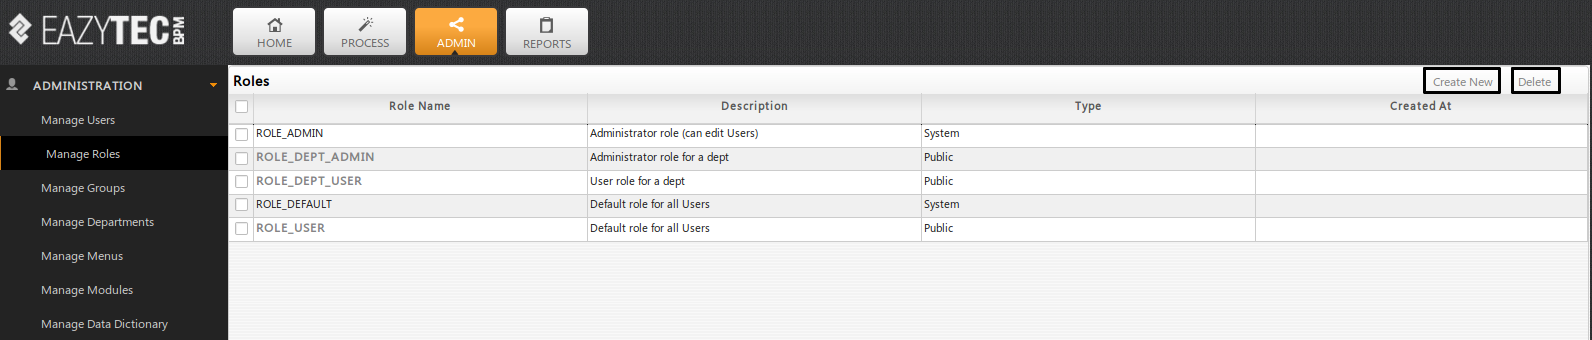 EAZYTEC BPM
HOME PROCESS ADMIN REPORTS
ADMINISTRATION
Manage Users
Manage Roles
Manage Groups
Manage Departments
Manage Menus
Manage Modules
Manage Data Dictionary
Roles Create New Delete
Role Name Description Type Created At
ROLE_ADMIN Administrator role (can edit Users) System
ROLE_DEPT_ADMIN Administrator role for a dept Public
ROLE_DEPT_USER User role for a dept Public
ROLE_DEFAULT Default role for all Users System
ROLE_USER Default role for all Users Public